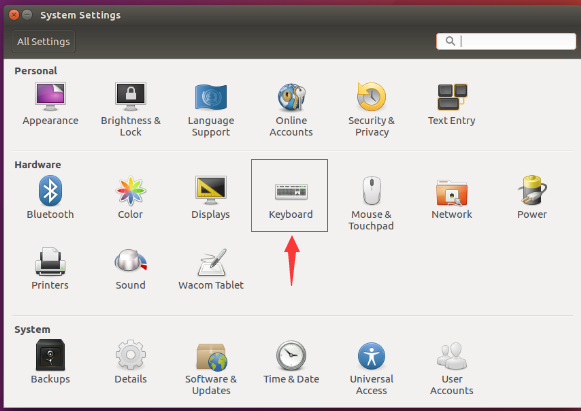 System Settings
All Settings
Personal
Appearance
Brightness &
Lock
Language
Support
Online
Accounts
Security &
Privacy
Text Entry
Hardware
Bluetooth
Color
Displays
Keyboard
Mouse &
Touchpad
Network
Power
Printers
Sound
Wacom Tablet
System
Backups
Details
Software &
Updates
Time & Date
Universal
Access
User
Accounts